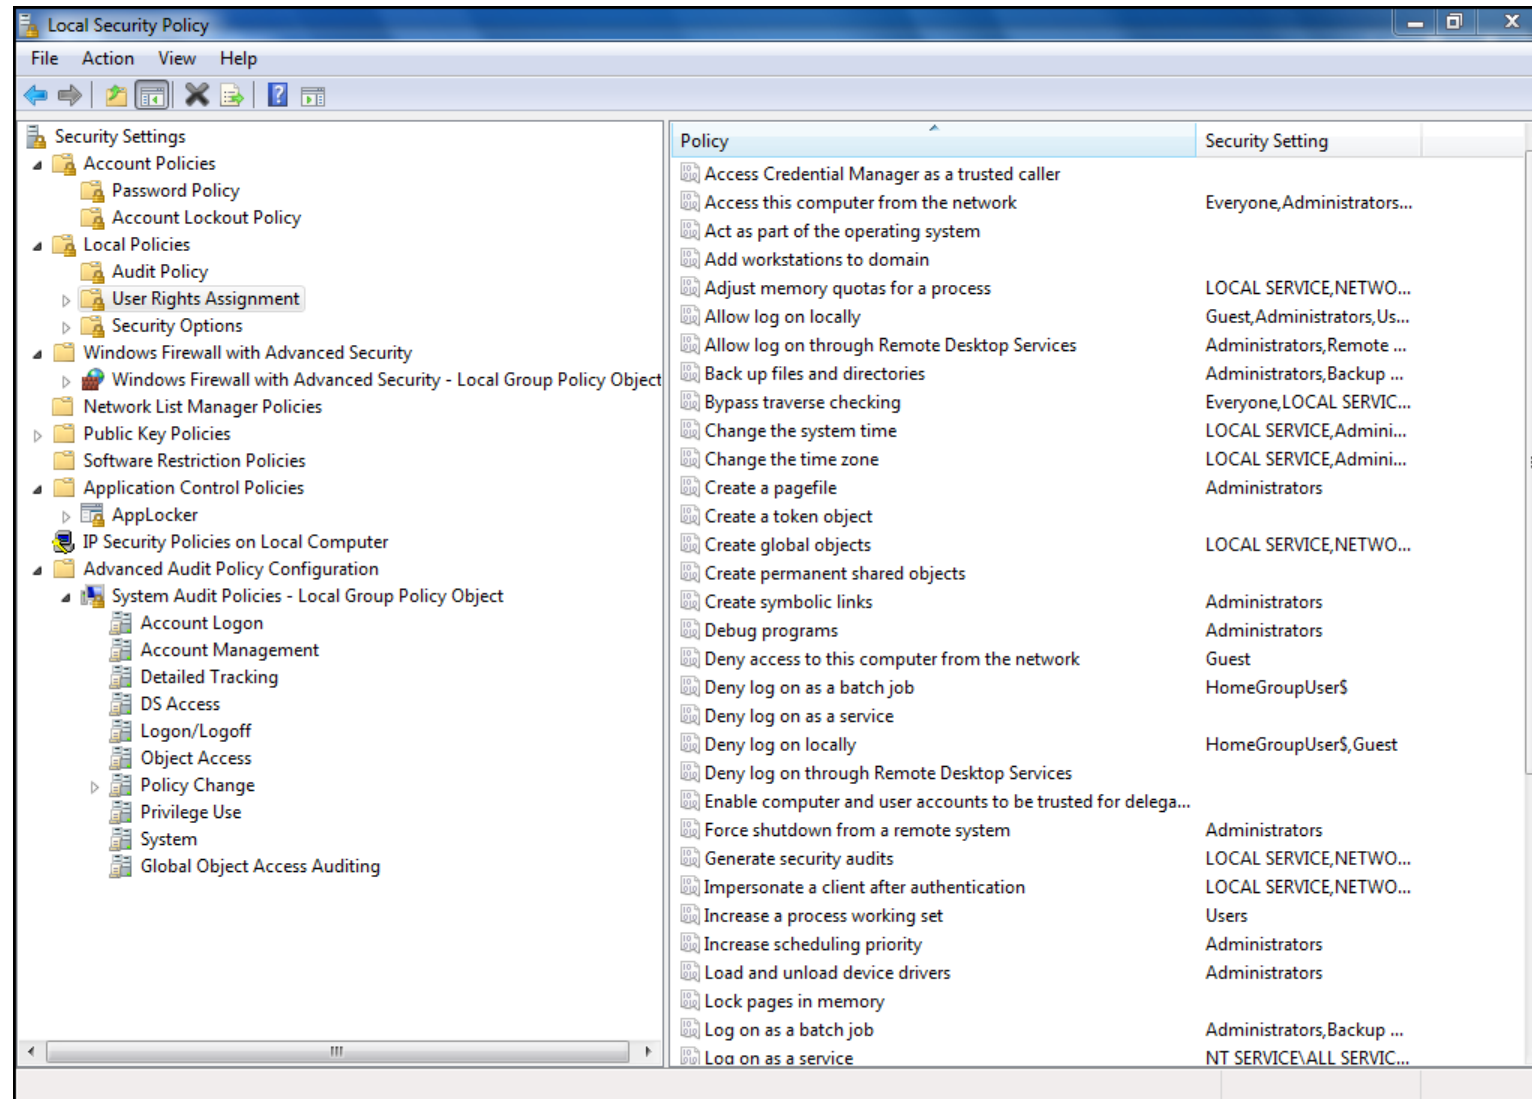 Local Security Policy
File Action View Help
Security Settings
Account Policies
Password Policy
Account Lockout Policy
Local Policies
Audit Policy
User Rights Assignment
Security Options
Windows Firewall with Advanced Security
Windows Firewall with Advanced Security - Local Group Policy Object
Network List Manager Policies
Public Key Policies
Software Restriction Policies
Application Control Policies
AppLocker
IP Security Policies on Local Computer
Advanced Audit Policy Configuration
System Audit Policies - Local Group Policy Object
Account Logon
Account Management
Detailed Tracking
DS Access
Logon/Logoff
Object Access
Policy Change
Privilege Use
System
Global Object Access Auditing
Policy Security Setting
Access Credential Manager as a trusted caller
Access this computer from the network Everyone,Administrators...
Act as part of the operating system
Add workstations to domain
Adjust memory quotas for a process LOCAL SERVICE,NETWO...
Allow log on locally Guest,Administrators,Us...
Allow log on through Remote Desktop Services Administrators,Remote ...
Back up files and directories Administrators,Backup ...
Bypass traverse checking Everyone,LOCAL SERVIC...
Change the system time LOCAL SERVICE,Admini...
Change the time zone LOCAL SERVICE,Admini...
Create a pagefile Administrators
Create a token object
Create global objects LOCAL SERVICE,NETWO...
Create permanent shared objects
Create symbolic links Administrators
Debug programs Administrators
Deny access to this computer from the network Guest
Deny log on as a batch job HomeGroupUser$
Deny log on as a service
Deny log on locally HomeGroupUser$,Guest
Deny log on through Remote Desktop Services
Enable computer and user accounts to be trusted for delega...
Force shutdown from a remote system Administrators
Generate security audits LOCAL SERVICE,NETWO...
Impersonate a client after authentication LOCAL SERVICE,NETWO...
Increase a process working set Users
Increase scheduling priority Administrators
Load and unload device drivers Administrators
Lock pages in memory
Log on as a batch job Administrators,Backup ...
Log on as a service NT SERVICE\ALL SERVIC...